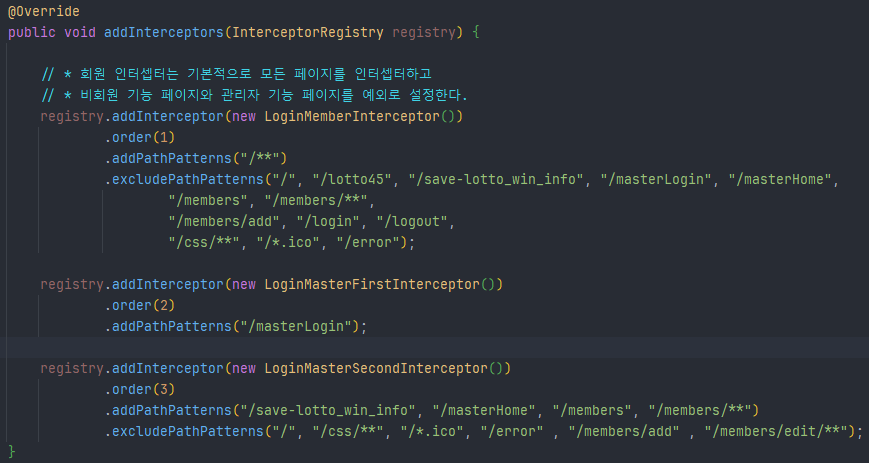 @Override
public void addInterceptors(InterceptorRegistry registry) {
// * 회원 인터셉터는 기본적으로 모든 페이지를 인터셉터하고
// * 비회원 기능 페이지와 관리자 기능 페이지를 예외로 설정한다.
registry.addInterceptor(new LoginMemberInterceptor())
.order(1)
.addPathPatterns("/**")
.excludePathPatterns("/", "/lotto45", "/save-lotto_win_info", "/masterLogin", "/masterHome",
"/members", "/members/**",
"/members/add", "/login", "/logout",
"/css/**", "/*.ico", "/error");
registry.addInterceptor(new LoginMasterFirstInterceptor())
.order(2)
.addPathPatterns("/masterLogin");
registry.addInterceptor(new LoginMasterSecondInterceptor())
.order(3)
.addPathPatterns("/save-lotto_win_info", "/masterHome", "/members", "/members/**")
.excludePathPatterns("/", "/css/**", "/*.ico", "/error" , "/members/add" , "/members/edit/**");
}